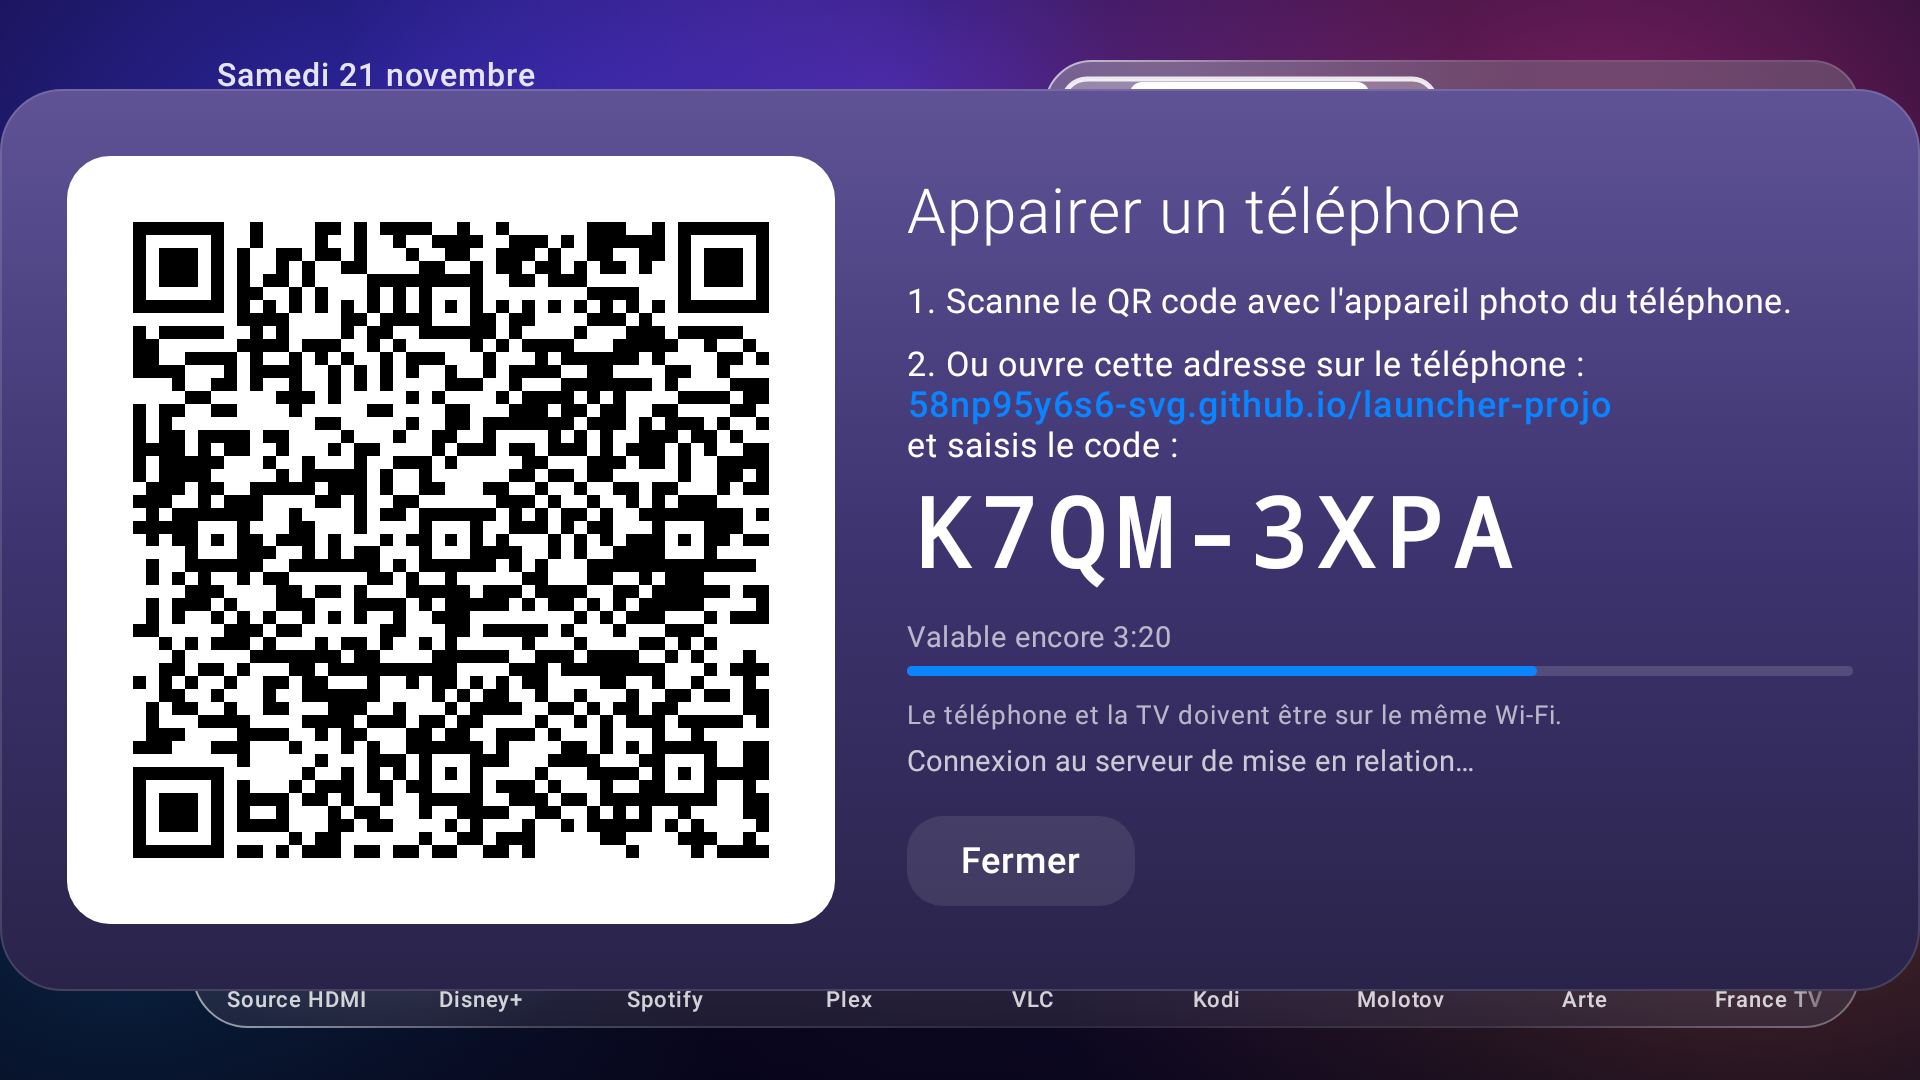 Samedi 21 novembre
Appairer un téléphone
1. Scanne le QR code avec l'appareil photo du téléphone.
2. Ou ouvre cette adresse sur le téléphone :
58np95y6s6-svg.github.io/launcher-projo
et saisis le code :
K7QM-3XPA
Valable encore 3:20
Le téléphone et la TV doivent être sur le même Wi-Fi.
Connexion au serveur de mise en relation…
Fermer
Source HDMI Disney+ Spotify Plex VLC Kodi Molotov Arte France TV